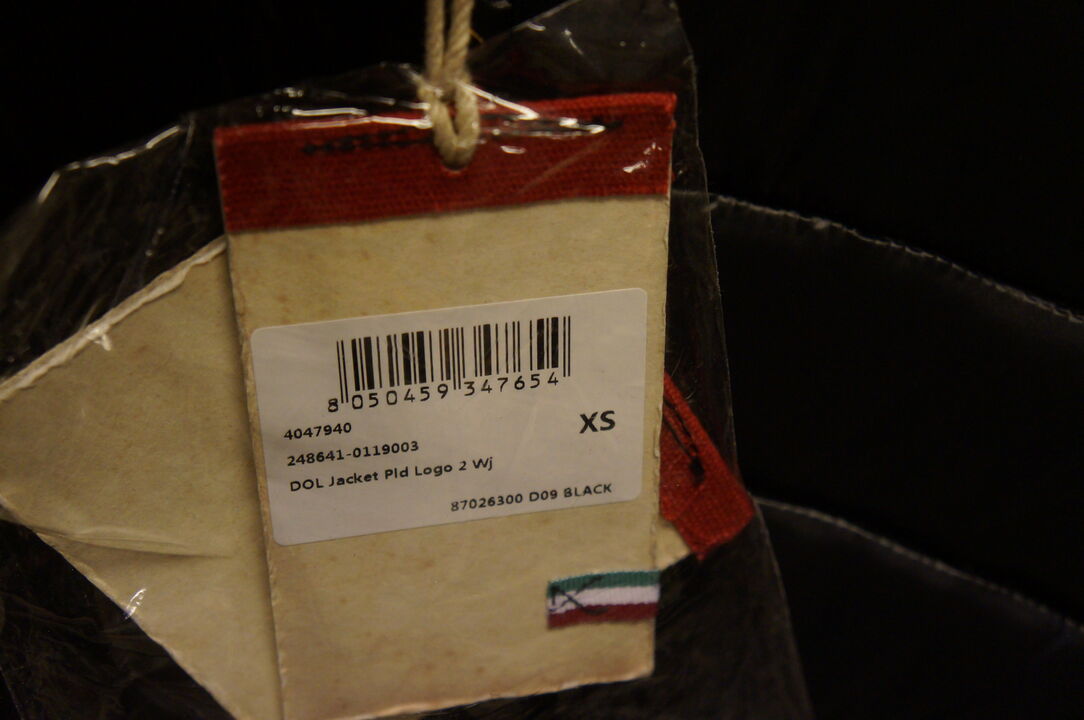 8 050459 347654
4047940
XS
248641-0119003
DOL Jacket Pld Logo 2 Wj
87026300 D09 BLACK